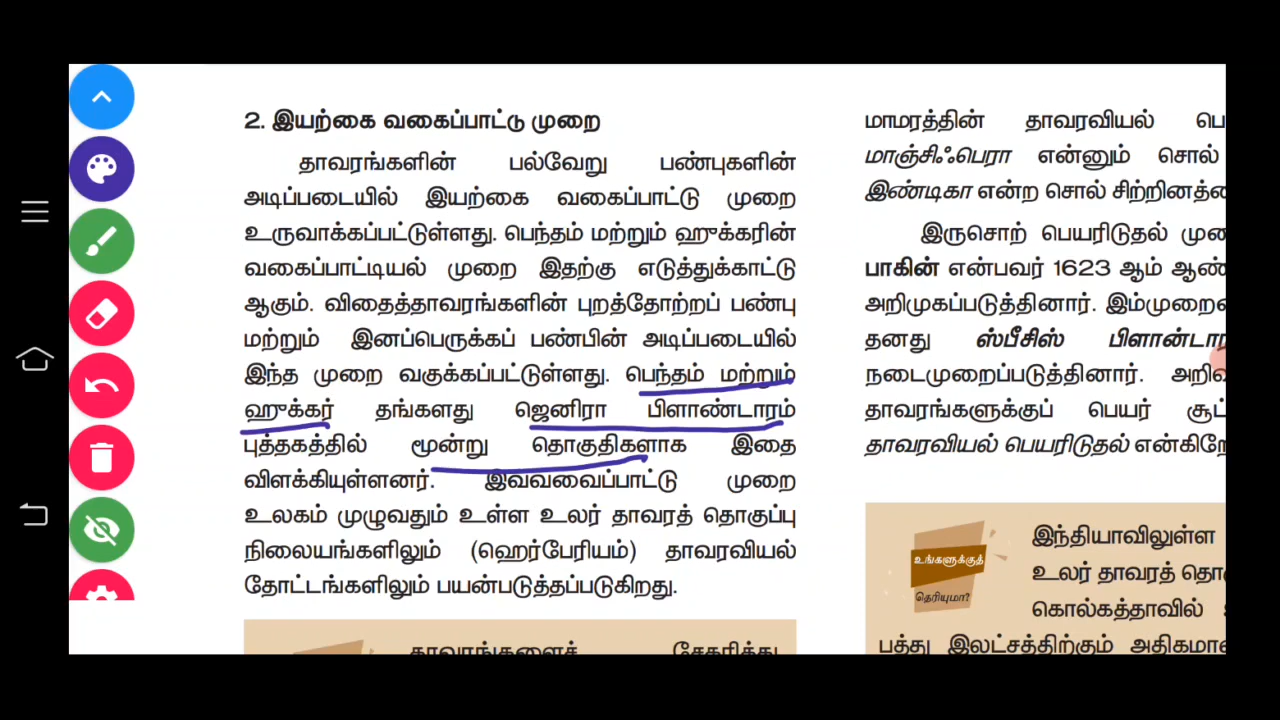 2. இயற்கை வகைப்பாட்டு முறை
தாவரங்களின் பல்வேறு பண்புகளின்
அடிப்படையில் இயற்கை வகைப்பாட்டு முறை
உருவாக்கப்பட்டுள்ளது. பெந்தம் மற்றும் ஹுக்கரின்
வகைப்பாட்டியல் முறை இதற்கு எடுத்துக்காட்டு
ஆகும். விதைத்தாவரங்களின் புறத்தோற்றப் பண்பு
மற்றும் இனப்பெருக்கப் பண்பின் அடிப்படையில்
இந்த முறை வகுக்கப்பட்டுள்ளது. பெந்தம் மற்றும்
ஹுக்கர் தங்களது ஜெனிரா பிளாண்டாரம்
புத்தகத்தில் மூன்று தொகுதிகளாக இதை
விளக்கியுள்ளனர். இவ்வவைப்பாட்டு முறை
உலகம் முழுவதும் உள்ள உலர் தாவரத் தொகுப்பு
நிலையங்களிலும் (ஹெர்பேரியம்) தாவரவியல்
தோட்டங்களிலும் பயன்படுத்தப்படுகிறது.
தாவரங்களைச் சேகரித்து
மாமரத்தின் தாவரவியல் பெ
மாஞ்சிஃபெரா என்னும் சொல்
இண்டிகா என்ற சொல் சிற்றினத்தை
இருசொற் பெயரிடுதல் முறை
பாகின் என்பவர் 1623 ஆம் ஆண்
அறிமுகப்படுத்தினார். இம்முறை
தனது ஸ்பீசிஸ் பிளாண்டா
நடைமுறைப்படுத்தினார். அறிவி
தாவரங்களுக்குப் பெயர் சூட்
தாவரவியல் பெயரிடுதல் என்கிறே
உங்களுக்குத்
தெரியுமா?
இந்தியாவிலுள்ள
உலர் தாவரத் தொகு
கொல்கத்தாவில்
பத்து இலட்சத்திற்கும் அதிகமான